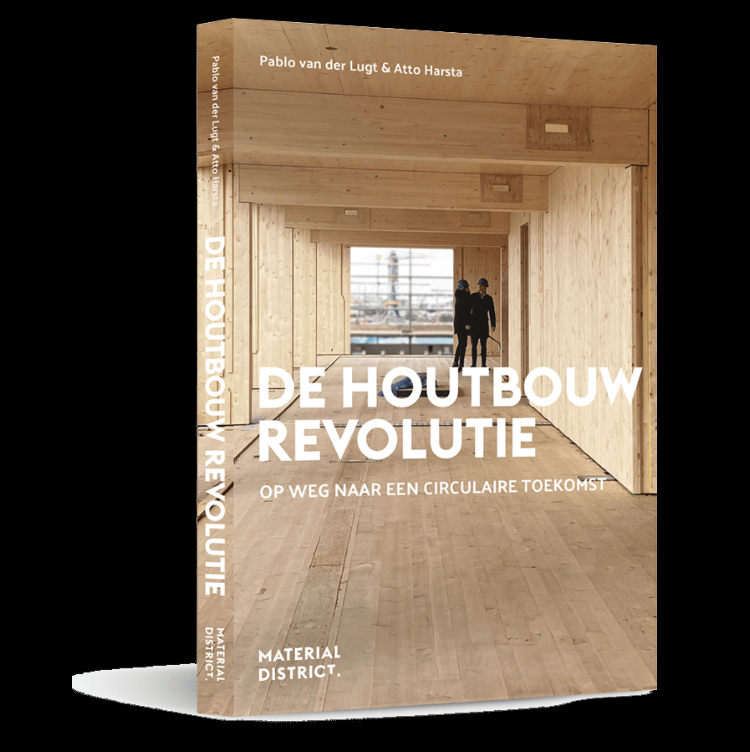 Pablo van der Lugt & Atto Harsta
DE HOUTBOUW
REVOLUTIE
OP WEG NAAR EEN CIRCULAIRE TOEKOMST
MATERIAL
DISTRICT.
Pablo van der Lugt & Atto Harsta
DE HOUTBOUW REVOLUTIE
MATERIAL
DISTRICT.